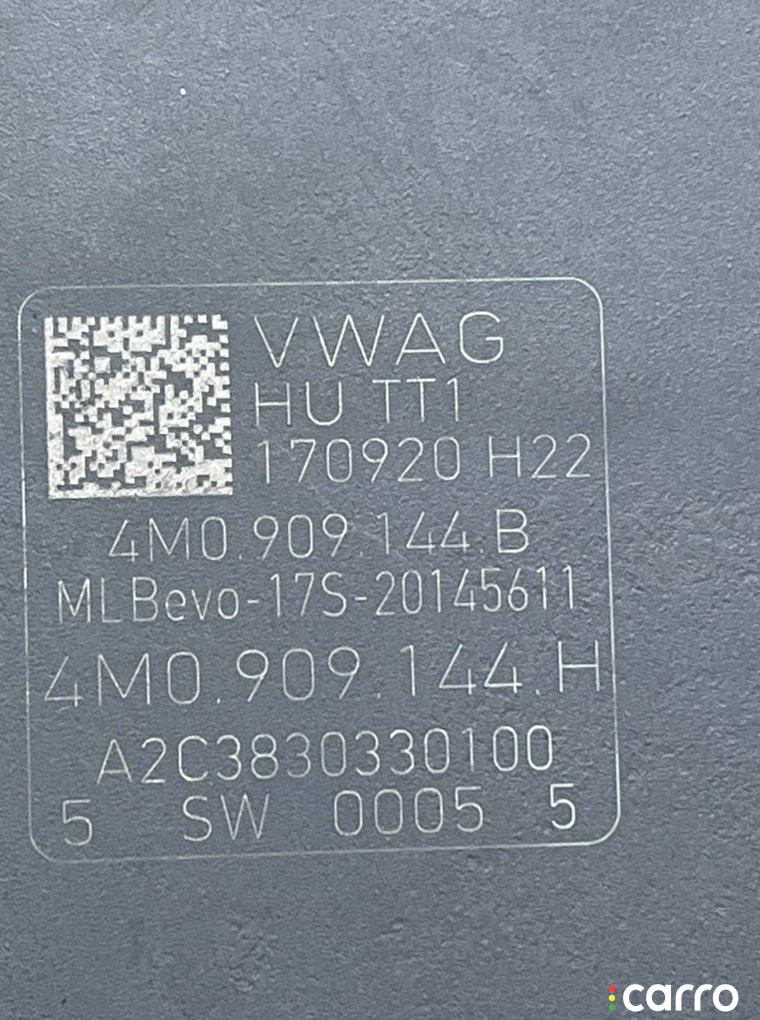 VWAG
HU TT1
170920 H22
4M0.909.144.B
MLBevo-17S-20145611
4M0.909.144.H
A2C3830330100
5 SW 0005 5
carro